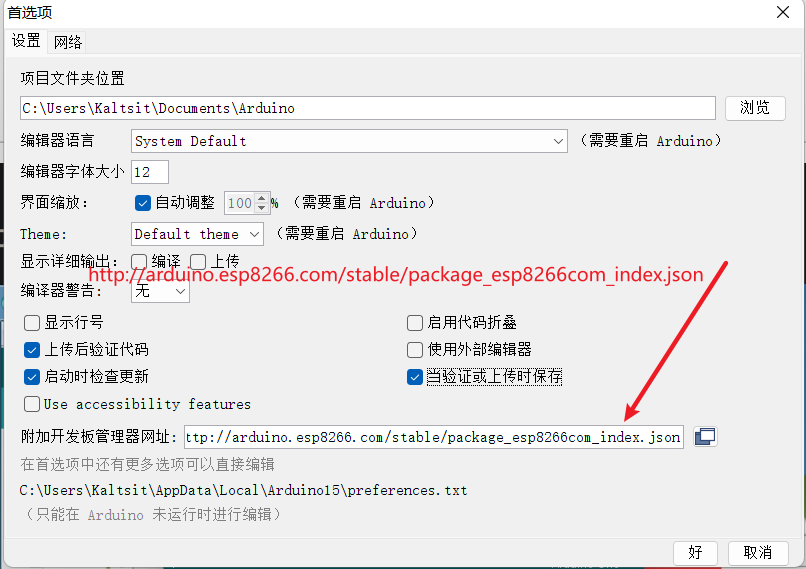 首选项
设置 网络
项目文件夹位置
C:\Users\Kaltsit\Documents\Arduino 浏览
编辑器语言 System Default （需要重启 Arduino）
编辑器字体大小 12
界面缩放： 自动调整 100 % （需要重启 Arduino）
Theme: Default theme （需要重启 Arduino）
显示详细输出： 编译 上传
http://arduino.esp8266.com/stable/package_esp8266com_index.json
编译器警告: 无
显示行号 启用代码折叠
上传后验证代码 使用外部编辑器
启动时检查更新 当验证或上传时保存
Use accessibility features
附加开发板管理器网址: ttp://arduino.esp8266.com/stable/package_esp8266com_index.json
在首选项中还有更多选项可以直接编辑
C:\Users\Kaltsit\AppData\Local\Arduino15\preferences.txt
（只能在 Arduino 未运行时进行编辑）
好 取消